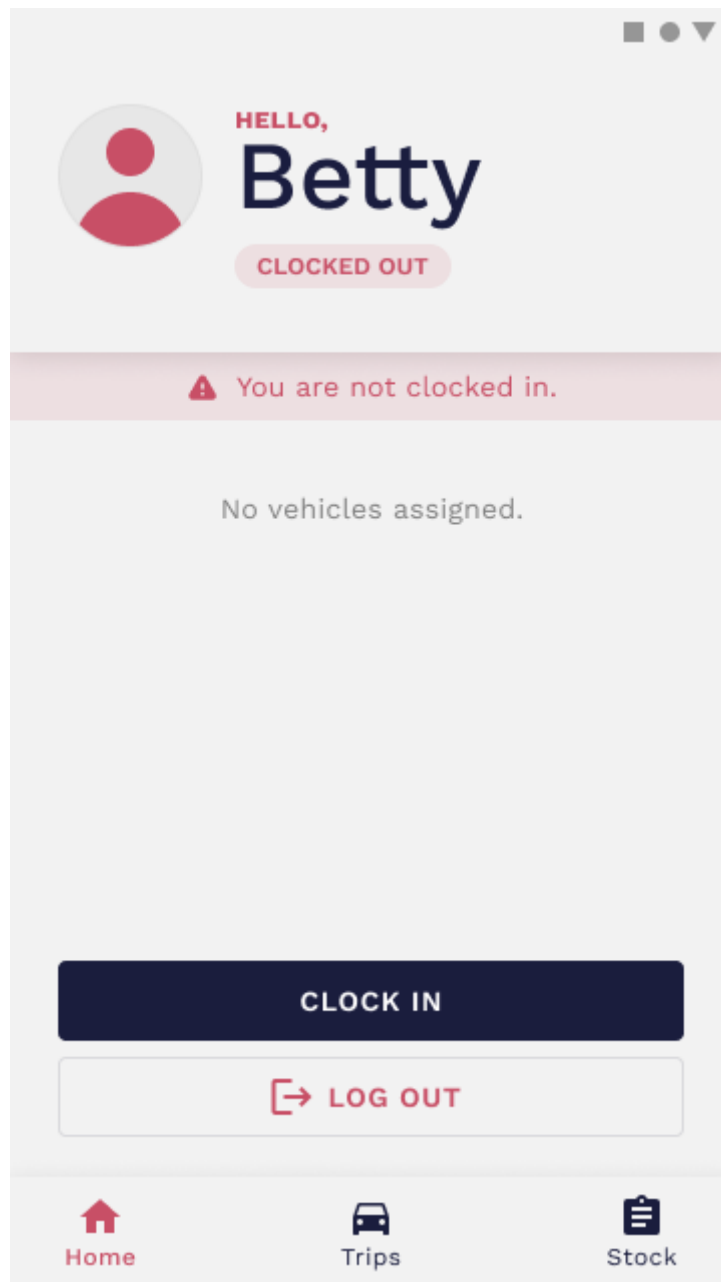 HELLO,
Betty
CLOCKED OUT
You are not clocked in.
No vehicles assigned.
CLOCK IN
LOG OUT
Home
Trips
Stock